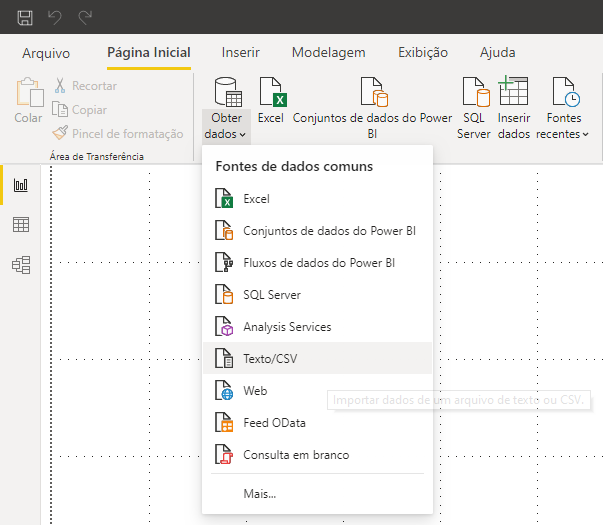 Arquivo
Página Inicial
Inserir
Modelagem
Exibição
Ajuda
Colar
Recortar
Copiar
Pincel de formatação
Área de Transferência
Obter
dados
Excel
Conjuntos de dados do Power
BI
SQL
Server
Inserir
dados
Fontes
recentes
Fontes de dados comuns
Excel
Conjuntos de dados do Power BI
Fluxos de dados do Power BI
SQL Server
Analysis Services
Texto/CSV
Web
Importar dados de um arquivo de texto ou CSV.
Feed OData
Consulta em branco
Mais...